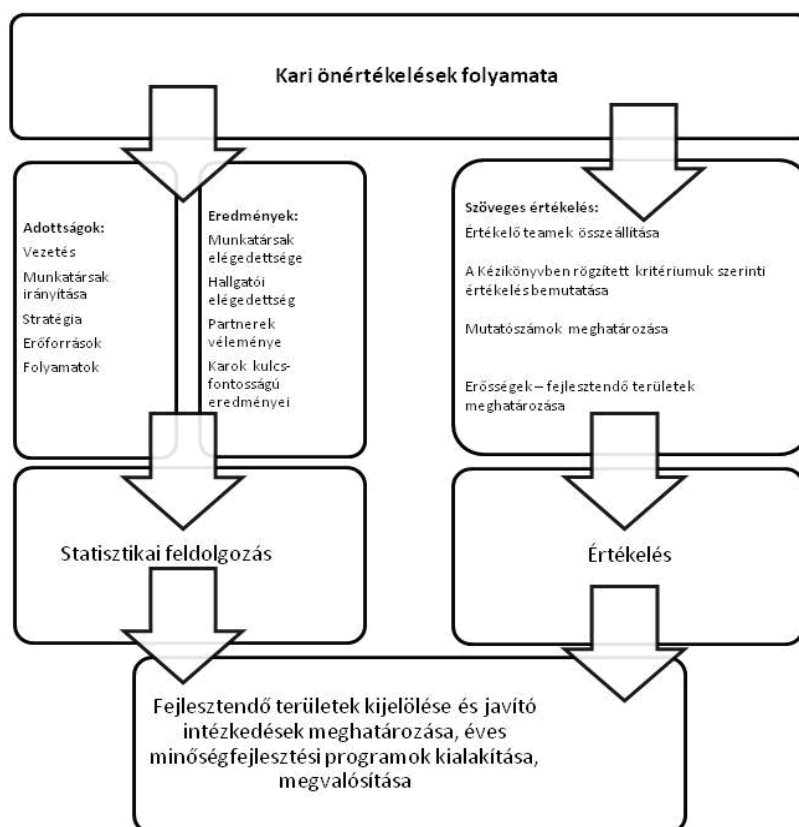 Kari önértékelések folyamata
Adottságok:
Vezetés
Munkatársak
irányítása
Stratégia
Erőforrások
Folyamatok
Eredmények:
Munkatársak
elégedettsége
Hallgatói
elégedettség
Partnerek
véleménye
Karok kulcs-
fontosságú
eredményei
Szöveges értékelés:
Értékelő teamek összeállítása
A Kézikönyvben rögzített kritériumuk szerinti
értékelés bemutatása
Mutatószámok meghatározása
Erősségek – fejlesztendő területek
meghatározása
Statisztikai feldolgozás
Értékelés
Fejlesztendő területek kijelölése és javító
intézkedések meghatározása, éves
minőségfejlesztési programok kialakítása,
megvalósítása